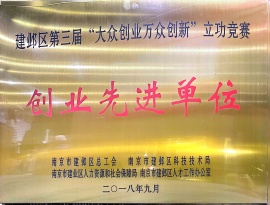 建邺区第三届“大众创业万众创新”立功竞赛
创业先进单位
南京市建邺区总工会 南京市建邺区科技技术局
南京市建邺区人力资源和社会保障局 南京市建邺区人才工作办公室
二〇一八年九月